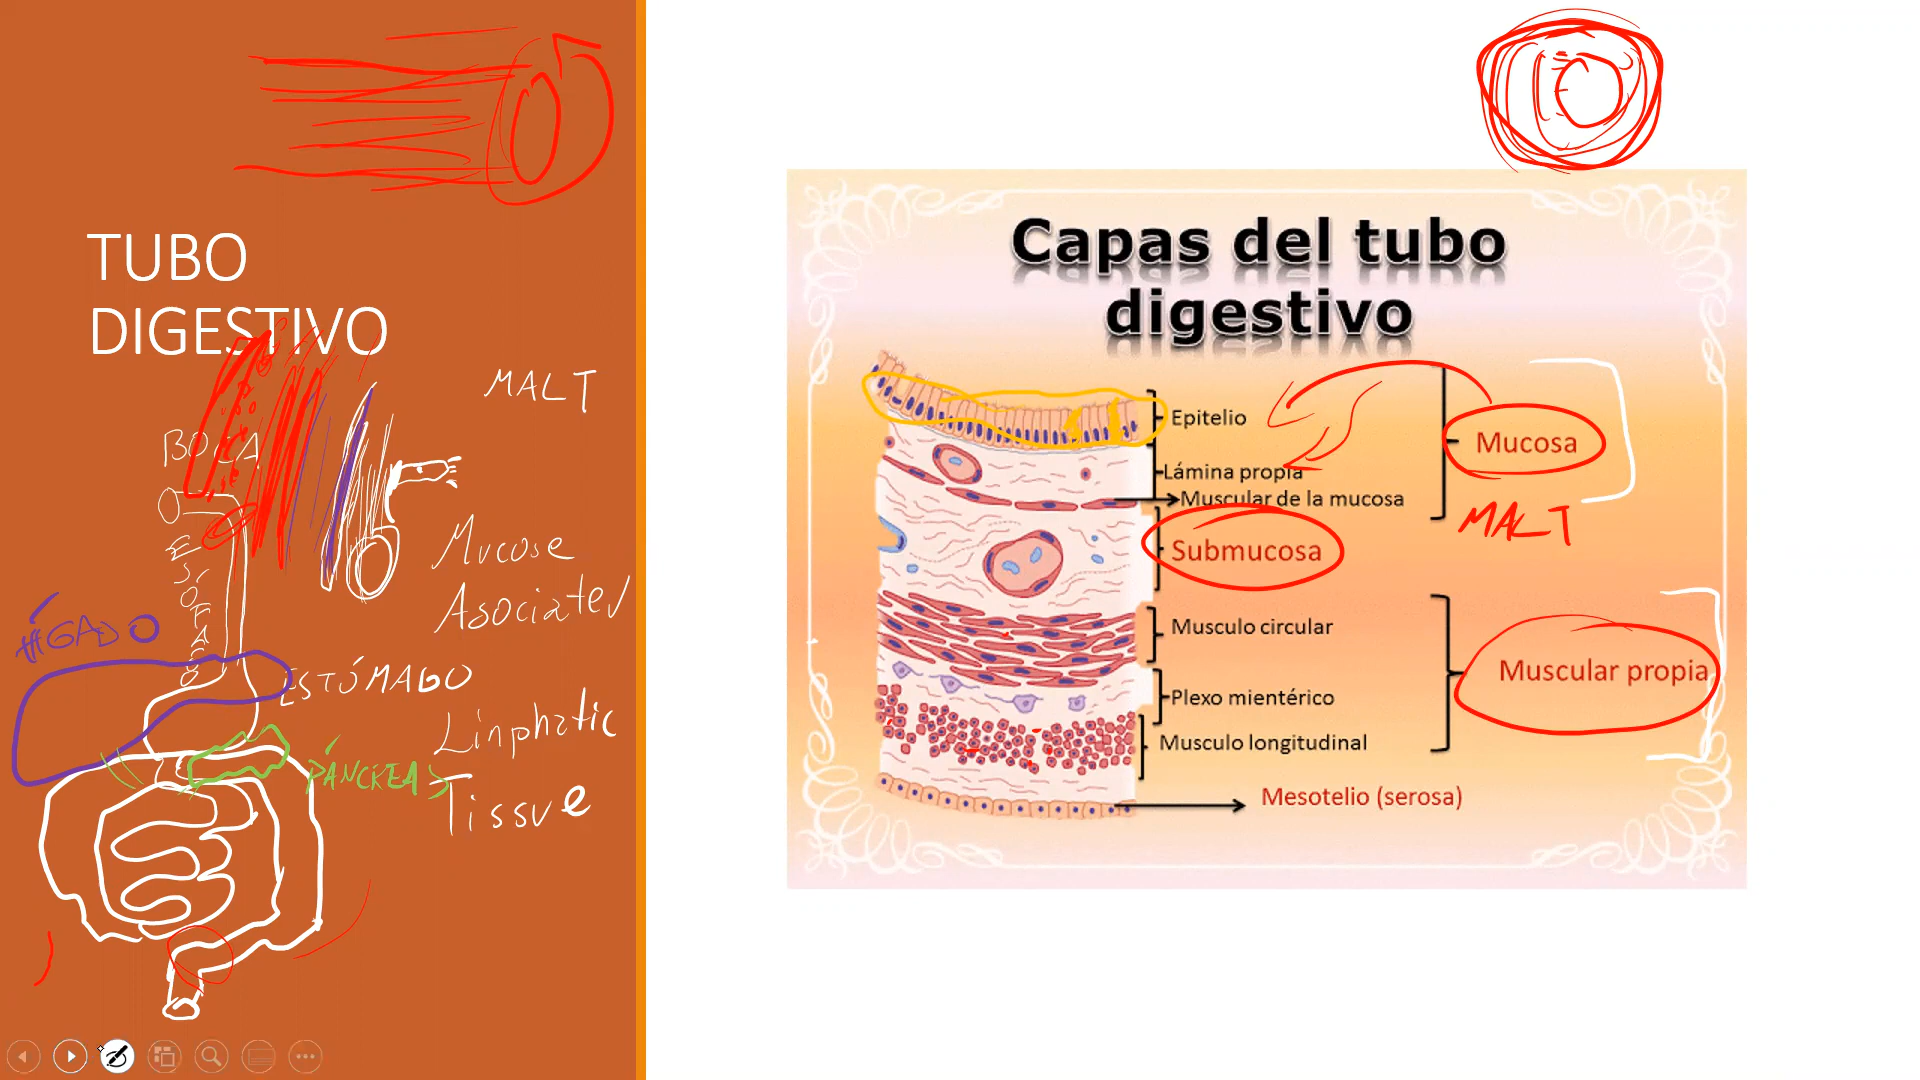 TUBO
DIGESTIVO
MALT
BOCA
ESOFAGO
Mucose
Asociated
HÍGADO
ESTÓMAGO
Linphatic
PÁNCREAS
Tissue
Capas del tubo
digestivo
Epitelio
Lámina propia
Muscular de la mucosa
Mucosa
MALT
Submucosa
Musculo circular
Muscular propia
Plexo mientérico
Musculo longitudinal
Mesotelio (serosa)